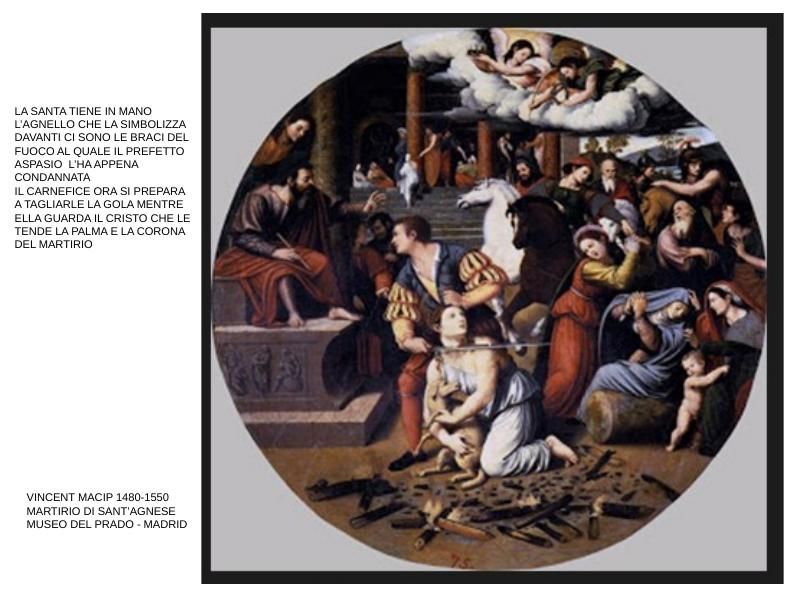 LA SANTA TIENE IN MANO
L'AGNELLO CHE LA SIMBOLIZZA
DAVANTI CI SONO LE BRACI DEL
FUOCO AL QUALE IL PREFETTO
ASPASIO L'HA APPENA
CONDANNATA
IL CARNEFICE ORA SI PREPARA
A TAGLIARLE LA GOLA MENTRE
ELLA GUARDA IL CRISTO CHE LE
TENDE LA PALMA E LA CORONA
DEL MARTIRIO
VINCENT MACIP 1480-1550
MARTIRIO DI SANT'AGNESE
MUSEO DEL PRADO - MADRID
75.